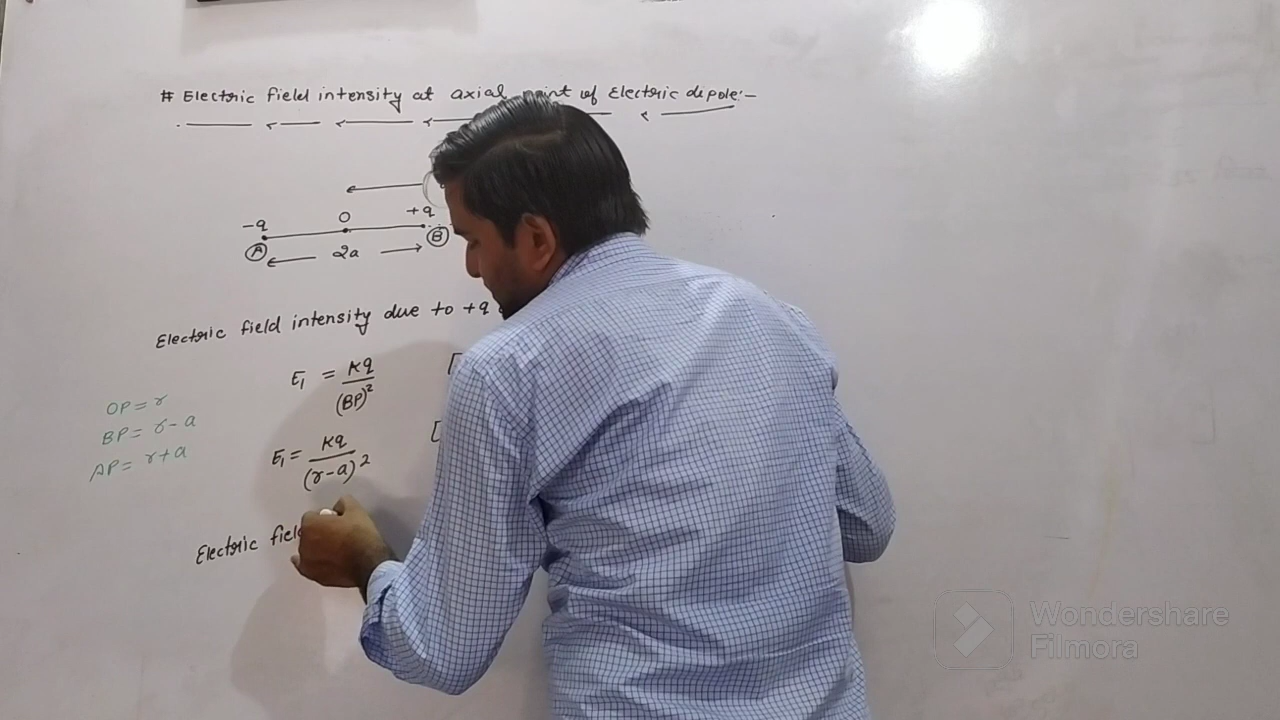 # Electric field intensity at axial point of Electric depole:-
-q O +q
A 2a B
Electric field intensity due to +q
E₁ = Kq/(BP)²
OP = r
BP = r-a
AP = r+a
E₁ = Kq/(r-a)²
Electric field
Wondershare
Filmora